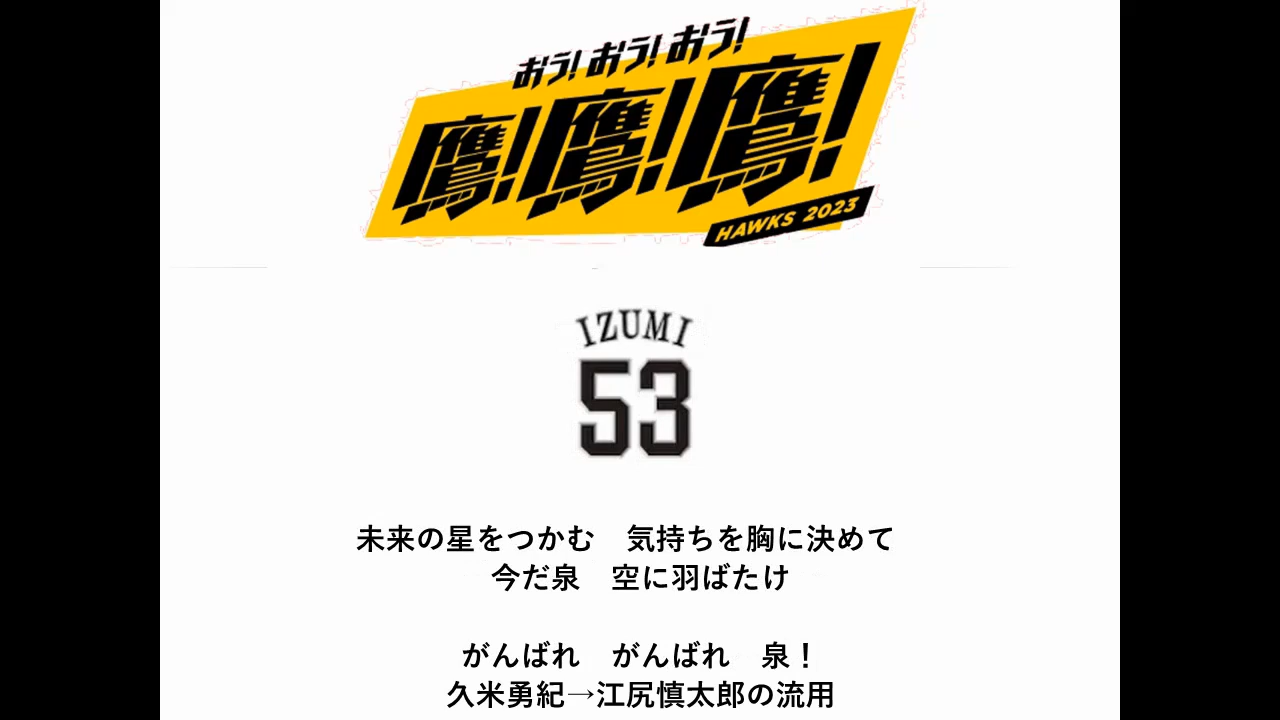 おう!おう!おう!
鷹!鷹!鷹!
HAWKS 2023
IZUMI
53
未来の星をつかむ　気持ちを胸に決めて
今だ泉　空に羽ばたけ
がんばれ　がんばれ　泉！
久米勇紀→江尻慎太郎の流用